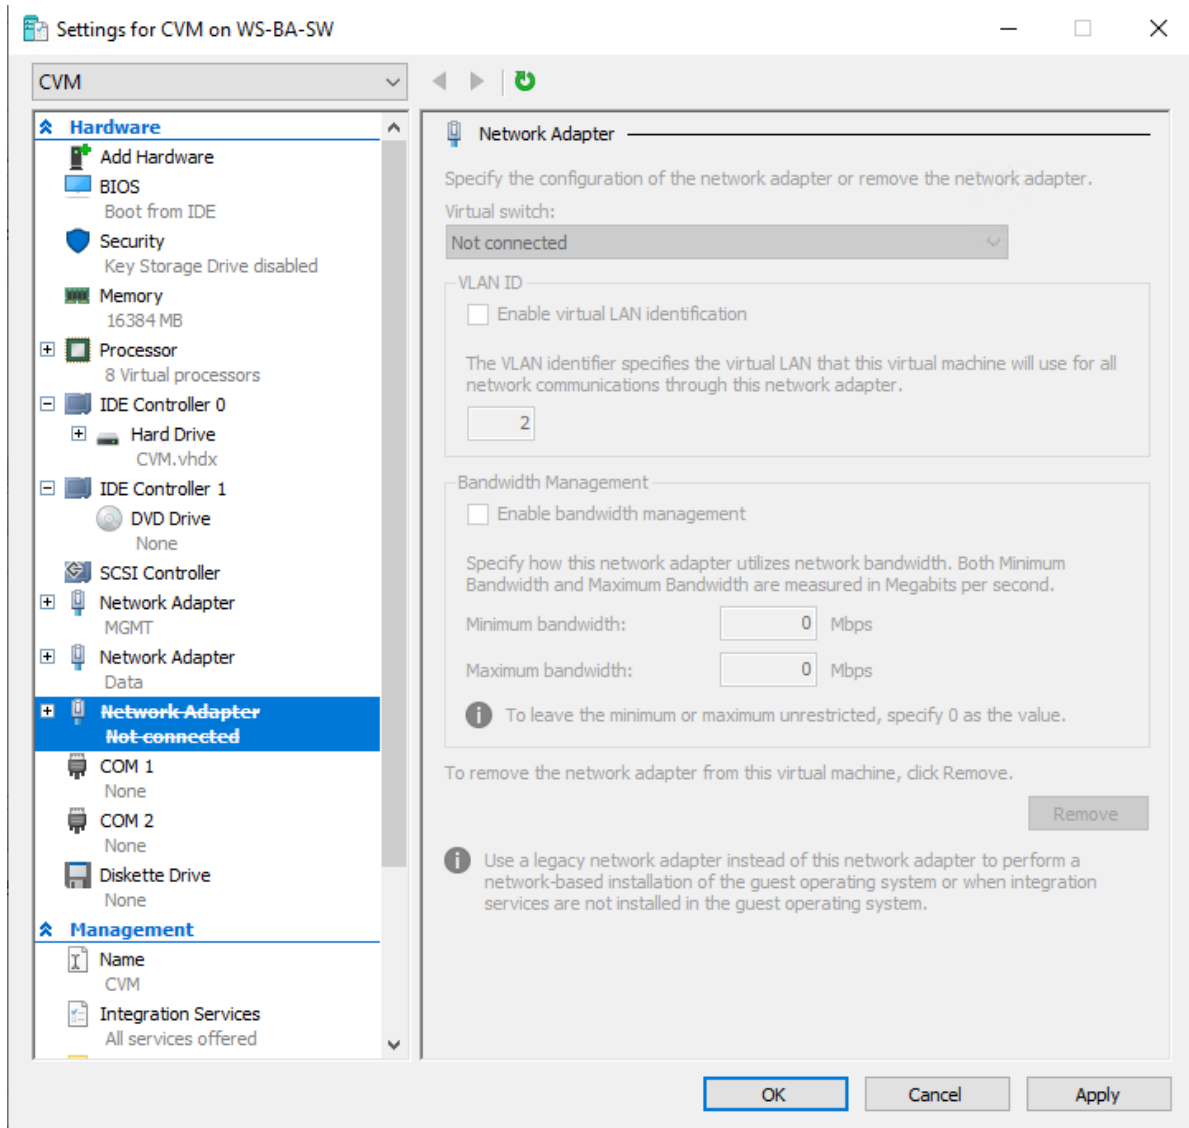 Settings for CVM on WS-BA-SW
CVM
Hardware
Add Hardware
BIOS
Boot from IDE
Security
Key Storage Drive disabled
Memory
16384 MB
Processor
8 Virtual processors
IDE Controller 0
Hard Drive
CVM.vhdx
IDE Controller 1
DVD Drive
None
SCSI Controller
Network Adapter
MGMT
Network Adapter
Data
Network Adapter
Not connected
COM 1
None
COM 2
None
Diskette Drive
None
Management
Name
CVM
Integration Services
All services offered
Network Adapter
Specify the configuration of the network adapter or remove the network adapter.
Virtual switch:
Not connected
VLAN ID
Enable virtual LAN identification
The VLAN identifier specifies the virtual LAN that this virtual machine will use for all
network communications through this network adapter.
2
Bandwidth Management
Enable bandwidth management
Specify how this network adapter utilizes network bandwidth. Both Minimum
Bandwidth and Maximum Bandwidth are measured in Megabits per second.
Minimum bandwidth: 0 Mbps
Maximum bandwidth: 0 Mbps
To leave the minimum or maximum unrestricted, specify 0 as the value.
To remove the network adapter from this virtual machine, click Remove.
Remove
Use a legacy network adapter instead of this network adapter to perform a
network-based installation of the guest operating system or when integration
services are not installed in the guest operating system.
OK Cancel Apply